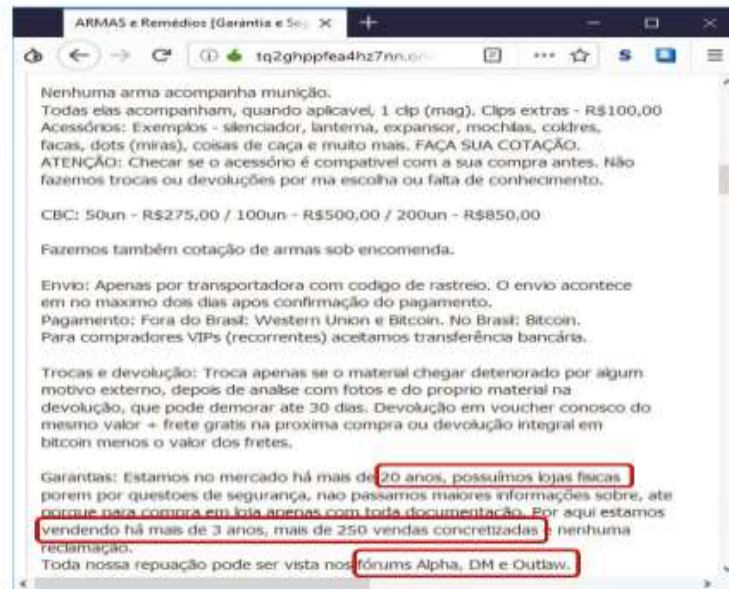 ARMAS e Remédios [Garantia e Se
tq2ghppfea4hz7nn.on
Nenhuma arma acompanha munição.
Todas elas acompanham, quando aplicavel, 1 clip (mag). Clips extras - R$100,00
Acessórios: Exemplos - silenciador, lanterna, expansor, mochilas, coldres,
facas, dots (miras), coisas de caça e muito mais. FAÇA SUA COTAÇÃO.
ATENÇÃO: Checar se o acessório é compativel com a sua compra antes. Não
fazemos trocas ou devoluções por ma escolha ou falta de conhecimento.
CBC: 50un - R$275,00 / 100un - R$500,00 / 200un - R$850,00
Fazemos também cotação de armas sob encomenda.
Envio: Apenas por transportadora com codigo de rastreio. O envio acontece
em no maximo dois dias apos confirmação do pagamento.
Pagamento: Fora do Brasil: Western Union e Bitcoin. No Brasil: Bitcoin.
Para compradores VIPs (recorrentes) aceitamos transferência bancária.
Trocas e devolução: Troca apenas se o material chegar deteriorado por algum
motivo externo, depois de analise com fotos e do proprio material na
devolução, que pode demorar ate 30 dias. Devolução em voucher conosco do
mesmo valor + frete gratis na proxima compra ou devolução integral em
bitcoin menos o valor dos fretes.
Garantias: Estamos no mercado há mais de 20 anos, possuímos lojas fisicas
porem por questoes de segurança, nao passamos maiores informações sobre, ate
porque para compra em loja apenas com toda documentação. Por aqui estamos
vendendo há mais de 3 anos, mais de 250 vendas concretizadas e nenhuma
reclamação.
Toda nossa repuação pode ser vista nos fórums Alpha, DM e Outlaw.